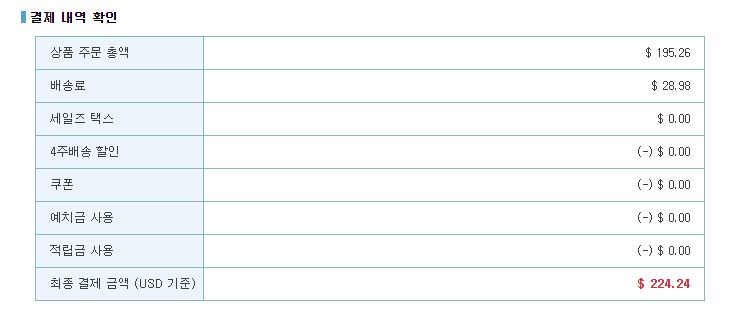 결제 내역 확인
상품 주문 총액 $ 195.26
배송료 $ 28.98
세일즈 택스 $ 0.00
4주배송 할인 (-) $ 0.00
쿠폰 (-) $ 0.00
예치금 사용 (-) $ 0.00
적립금 사용 (-) $ 0.00
최종 결제 금액 (USD 기준) $ 224.24